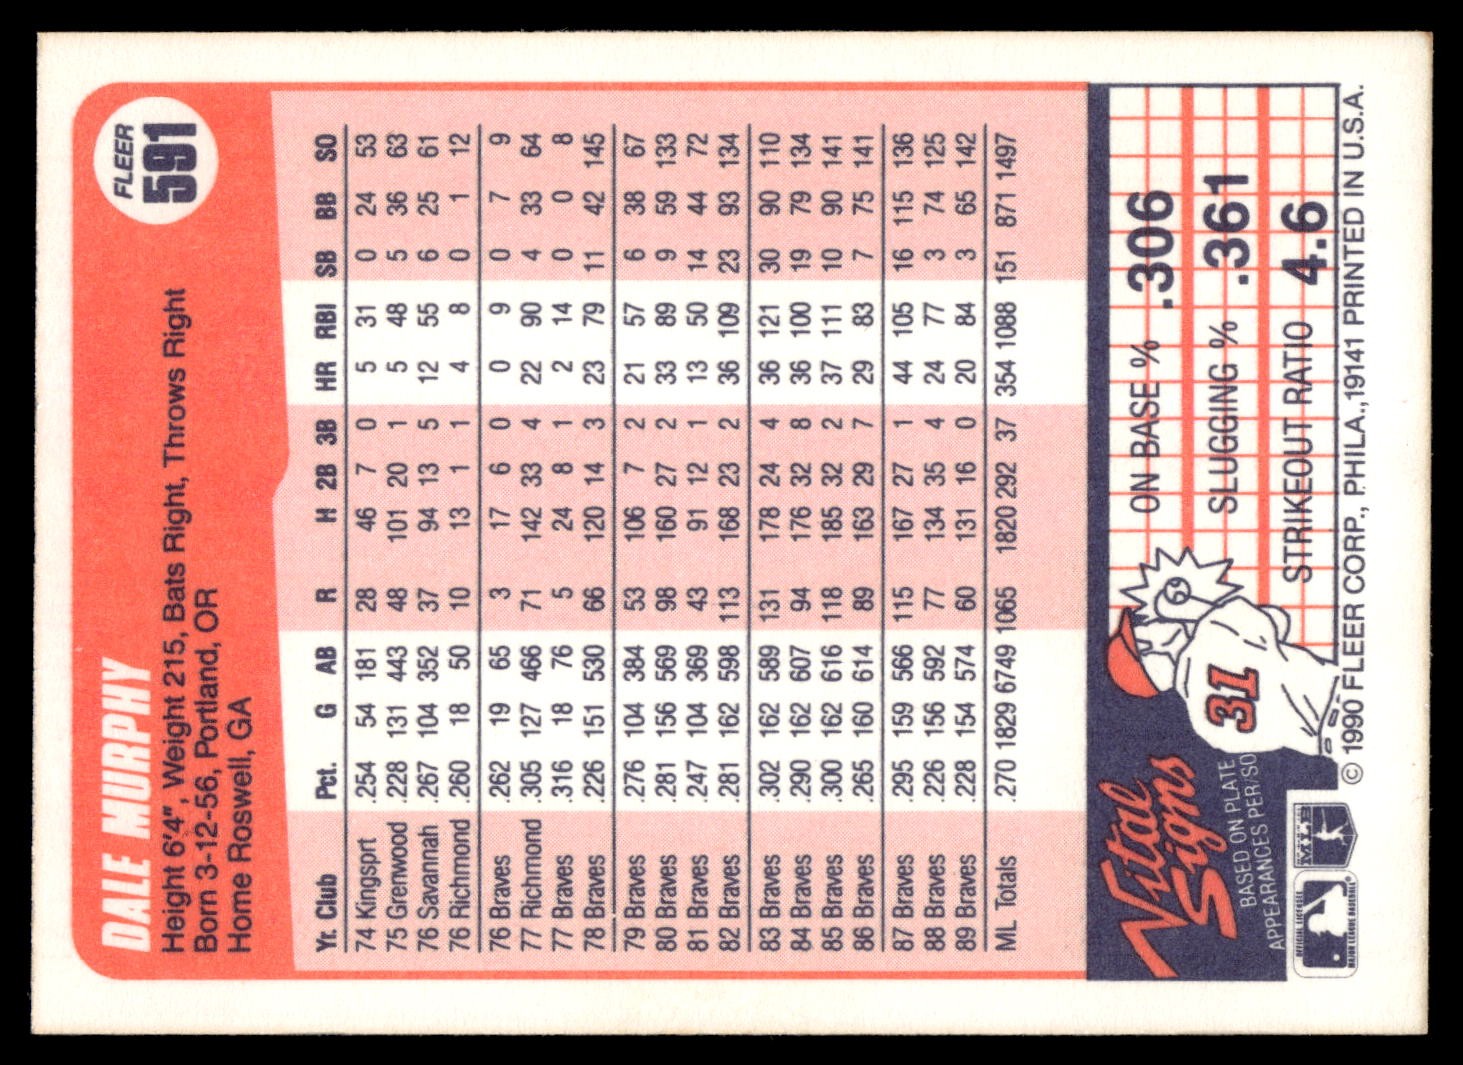 FLEER
591
DALE MURPHY
Height 6'4", Weight 215, Bats Right, Throws Right
Born 3-12-56, Portland, OR
Home Roswell, GA
Yr. Club Pct. G AB R H 2B 3B HR RBI SB BB SO
74 Kingsprt .254 54 181 28 46 7 0 5 31 0 24 53
75 Grenwood .228 131 443 48 101 20 1 5 48 5 36 63
76 Savannah .267 104 352 37 94 13 5 12 55 6 25 61
76 Richmond .260 18 50 10 13 1 1 4 8 0 1 12
76 Braves .262 19 65 3 17 6 0 0 9 0 7 9
77 Richmond .305 127 466 71 142 33 4 22 90 4 33 64
77 Braves .316 18 76 5 24 8 1 2 14 0 0 8
78 Braves .226 151 530 66 120 14 3 23 79 11 42 145
79 Braves .276 104 384 53 106 7 2 21 57 6 38 67
80 Braves .281 156 569 98 160 27 2 33 89 9 59 133
81 Braves .247 104 369 43 91 12 1 13 50 14 44 72
82 Braves .281 162 598 113 168 23 2 36 109 23 93 134
83 Braves .302 162 589 131 178 24 4 36 121 30 90 110
84 Braves .290 162 607 94 176 32 8 36 100 19 79 134
85 Braves .300 162 616 118 185 32 2 37 111 10 90 141
86 Braves .265 160 614 89 163 29 7 29 83 7 75 141
87 Braves .295 159 566 115 167 27 1 44 105 16 115 136
88 Braves .226 156 592 77 134 35 4 24 77 3 74 125
89 Braves .228 154 574 60 131 16 0 20 84 3 65 142
ML Totals .270 1829 6749 1065 1820 292 37 354 1088 151 871 1497
Vital
Signs
BASED ON PLATE
APPEARANCES PER/SO
31
ON BASE % .306
SLUGGING % .361
STRIKEOUT RATIO 4.6
OFFICIAL LICENSEE
MAJOR LEAGUE BASEBALL®
© 1990 FLEER CORP., PHILA., 19141 PRINTED IN U.S.A.